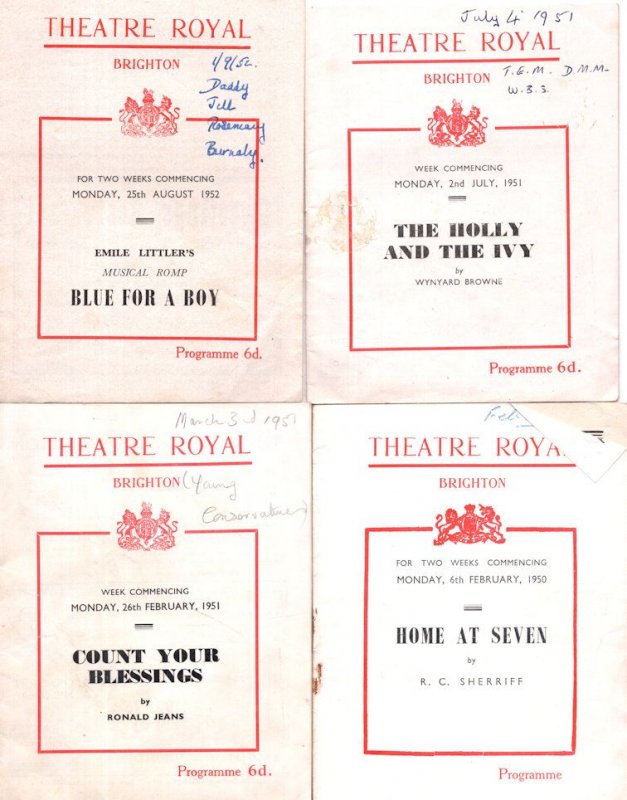 THEATRE ROYAL
BRIGHTON
1/9/52.
Daddy
Jill
Rosemary
Burnaby.
FOR TWO WEEKS COMMENCING
MONDAY, 25th AUGUST 1952
EMILE LITTLER'S
MUSICAL ROMP
BLUE FOR A BOY
Programme 6d.
July 4 1951
THEATRE ROYAL
BRIGHTON
T.E.M. D.M.M.
W.B.S.
WEEK COMMENCING
MONDAY, 2nd JULY, 1951
THE HOLLY
AND THE IVY
by
WYNYARD BROWNE
Programme 6d.
March 3rd 1951
THEATRE ROYAL
BRIGHTON (Young
Conservatives)
WEEK COMMENCING
MONDAY, 26th FEBRUARY, 1951
COUNT YOUR
BLESSINGS
by
RONALD JEANS
Programme 6d.
THEATRE ROYA
BRIGHTON
FOR TWO WEEKS COMMENCING
MONDAY, 6th FEBRUARY, 1950
HOME AT SEVEN
by
R. C. SHERRIFF
Programme